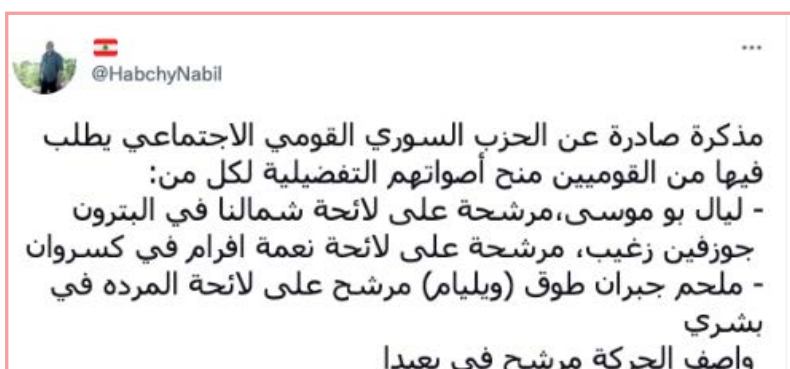 @HabchyNabil
مذكرة صادرة عن الحزب السوري القومي الاجتماعي يطلب
فيها من القوميين منح أصواتهم التفضيلية لكل من:
- ليال بو موسى،مرشحة على لائحة شمالنا في البترون
جوزفين زغيب، مرشحة على لائحة نعمة افرام في كسروان
- ملحم جبران طوق (ويليام) مرشح على لائحة المرده في
بشري
واصف الحركة مرشح في بعبدا